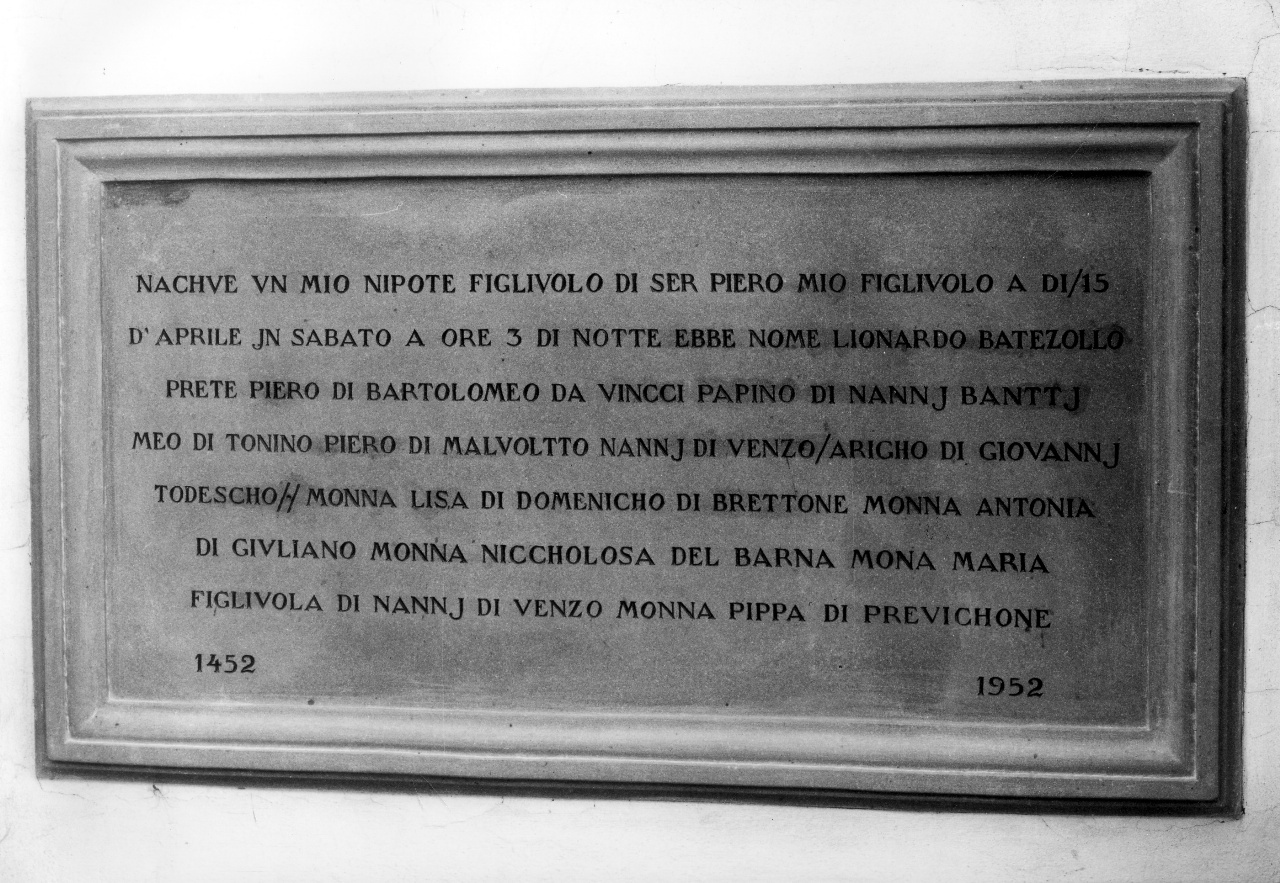 NACHVE VN MIO NIPOTE FIGLIVOLO DI SER PIERO MIO FIGLIVOLO A DI/15
D'APRILE JN SABATO A ORE 3 DI NOTTE EBBE NOME LIONARDO BATEZOLLO
PRETE PIERO DI BARTOLOMEO DA VINCCI PAPINO DI NANNJ BANTTJ
MEO DI TONINO PIERO DI MALVOLTTO NANNJ DI VENZO/ARIGHO DI GIOVANNJ
TODESCHO// MONNA LISA DI DOMENICHO DI BRETTONE MONNA ANTONIA
DI GIVLIANO MONNA NICCHOLOSA DEL BARNA MONA MARIA
FIGLIVOLA DI NANNJ DI VENZO MONNA PIPPA DI PREVICHONE
1452
1952